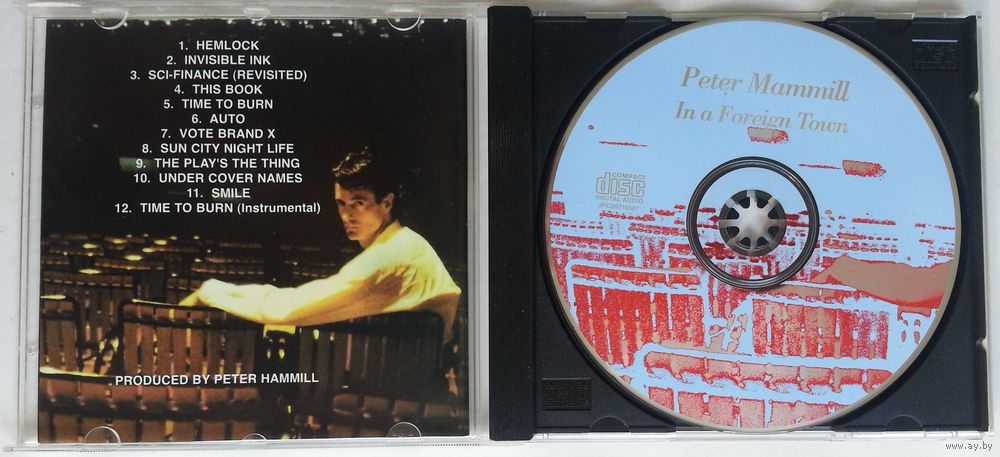 1. HEMLOCK
2. INVISIBLE INK
3. SCI-FINANCE (REVISITED)
4. THIS BOOK
5. TIME TO BURN
6. AUTO
7. VOTE BRAND X
8. SUN CITY NIGHT LIFE
9. THE PLAY'S THE THING
10. UNDER COVER NAMES
11. SMILE
12. TIME TO BURN (Instrumental)
PRODUCED BY PETER HAMMILL
Peter Mammill
In a Foreign Town
COMPACT
disc
DIGITAL AUDIO
www.ay.by